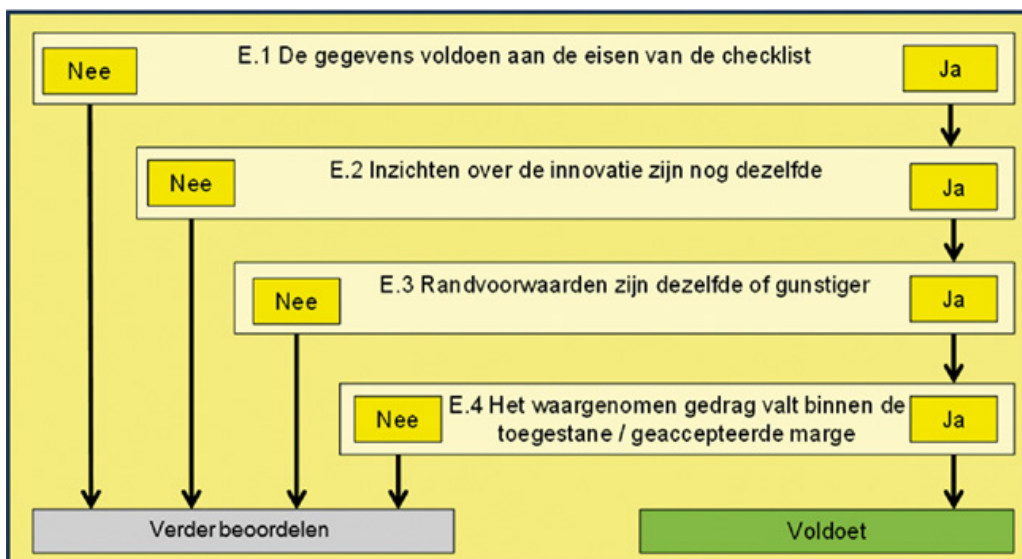 E.1 De gegevens voldoen aan de eisen van de checklist
Nee
Ja
E.2 Inzichten over de innovatie zijn nog dezelfde
Nee
Ja
E.3 Randvoorwaarden zijn dezelfde of gunstiger
Nee
Ja
E.4 Het waargenomen gedrag valt binnen de
toegestane / geaccepteerde marge
Nee
Ja
Verder beoordelen
Voldoet